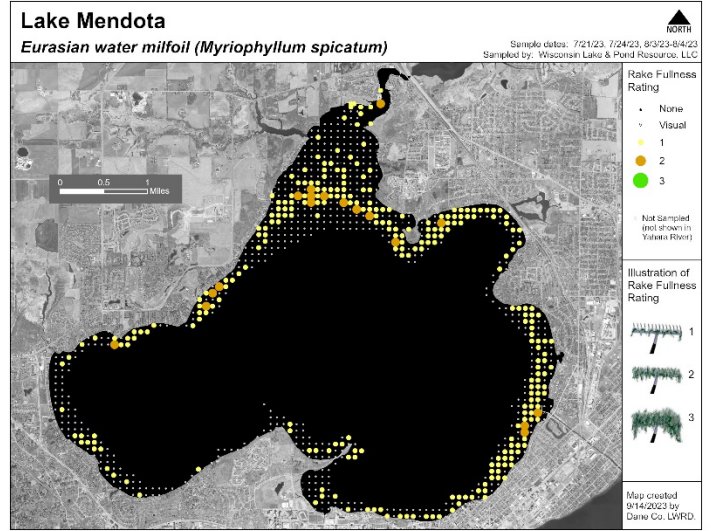 Lake Mendota
Eurasian water milfoil (Myriophyllum spicatum)
NORTH
Sample dates: 7/21/23, 7/24/23, 8/3/23-8/4/23
Sampled by: Wisconsin Lake & Pond Resource, LLC
0 0.5 1
Miles
Rake Fullness
Rating
None
Visual
1
2
3
Not Sampled
(not shown in
Yahara River)
Illustration of
Rake Fullness
Rating
1
2
3
Map created
9/14/2023 by
Dane Co. LWRD.